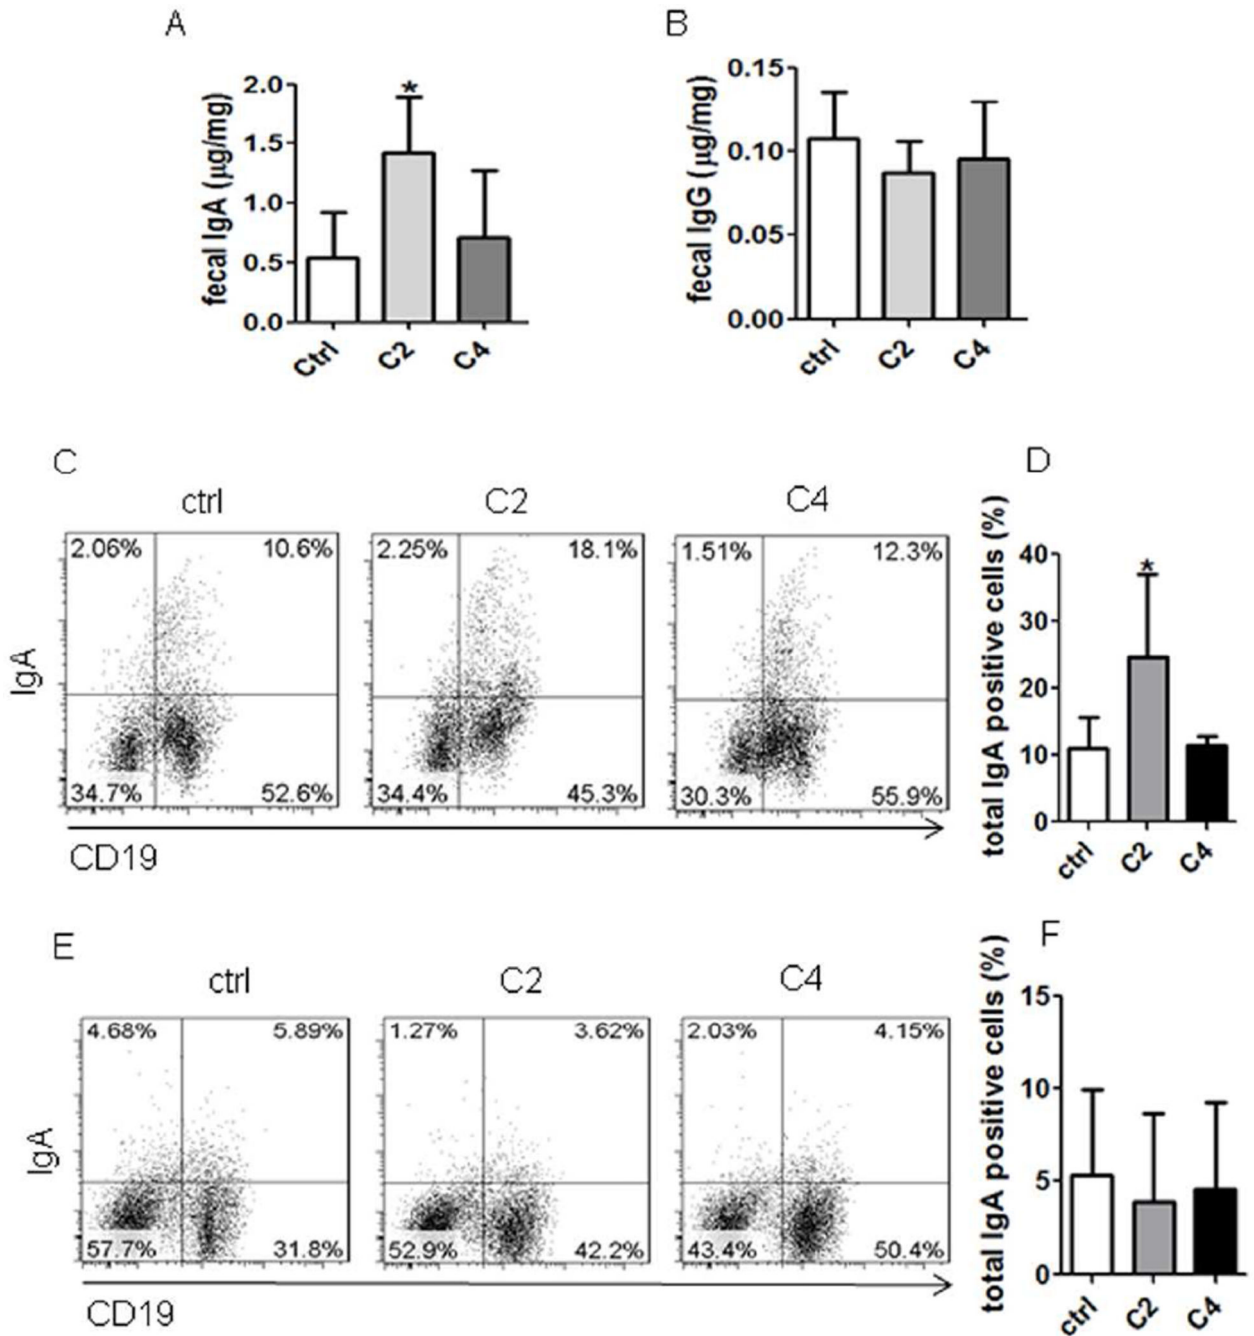 A
fecal IgA (µg/mg)
2.0
1.5
1.0
0.5
0.0
*
Ctrl
C2
C4
B
fecal IgG (µg/mg)
0.15
0.10
0.05
0.00
ctrl
C2
C4
C
ctrl
C2
C4
IgA
2.06%
10.6%
34.7%
52.6%
2.25%
18.1%
34.4%
45.3%
1.51%
12.3%
30.3%
55.9%
CD19
D
total IgA positive cells (%)
40
30
20
10
0
*
ctrl
C2
C4
E
ctrl
C2
C4
IgA
4.68%
5.89%
57.7%
31.8%
1.27%
3.62%
52.9%
42.2%
2.03%
4.15%
43.4%
50.4%
CD19
F
total IgA positive cells (%)
15
10
5
0
ctrl
C2
C4